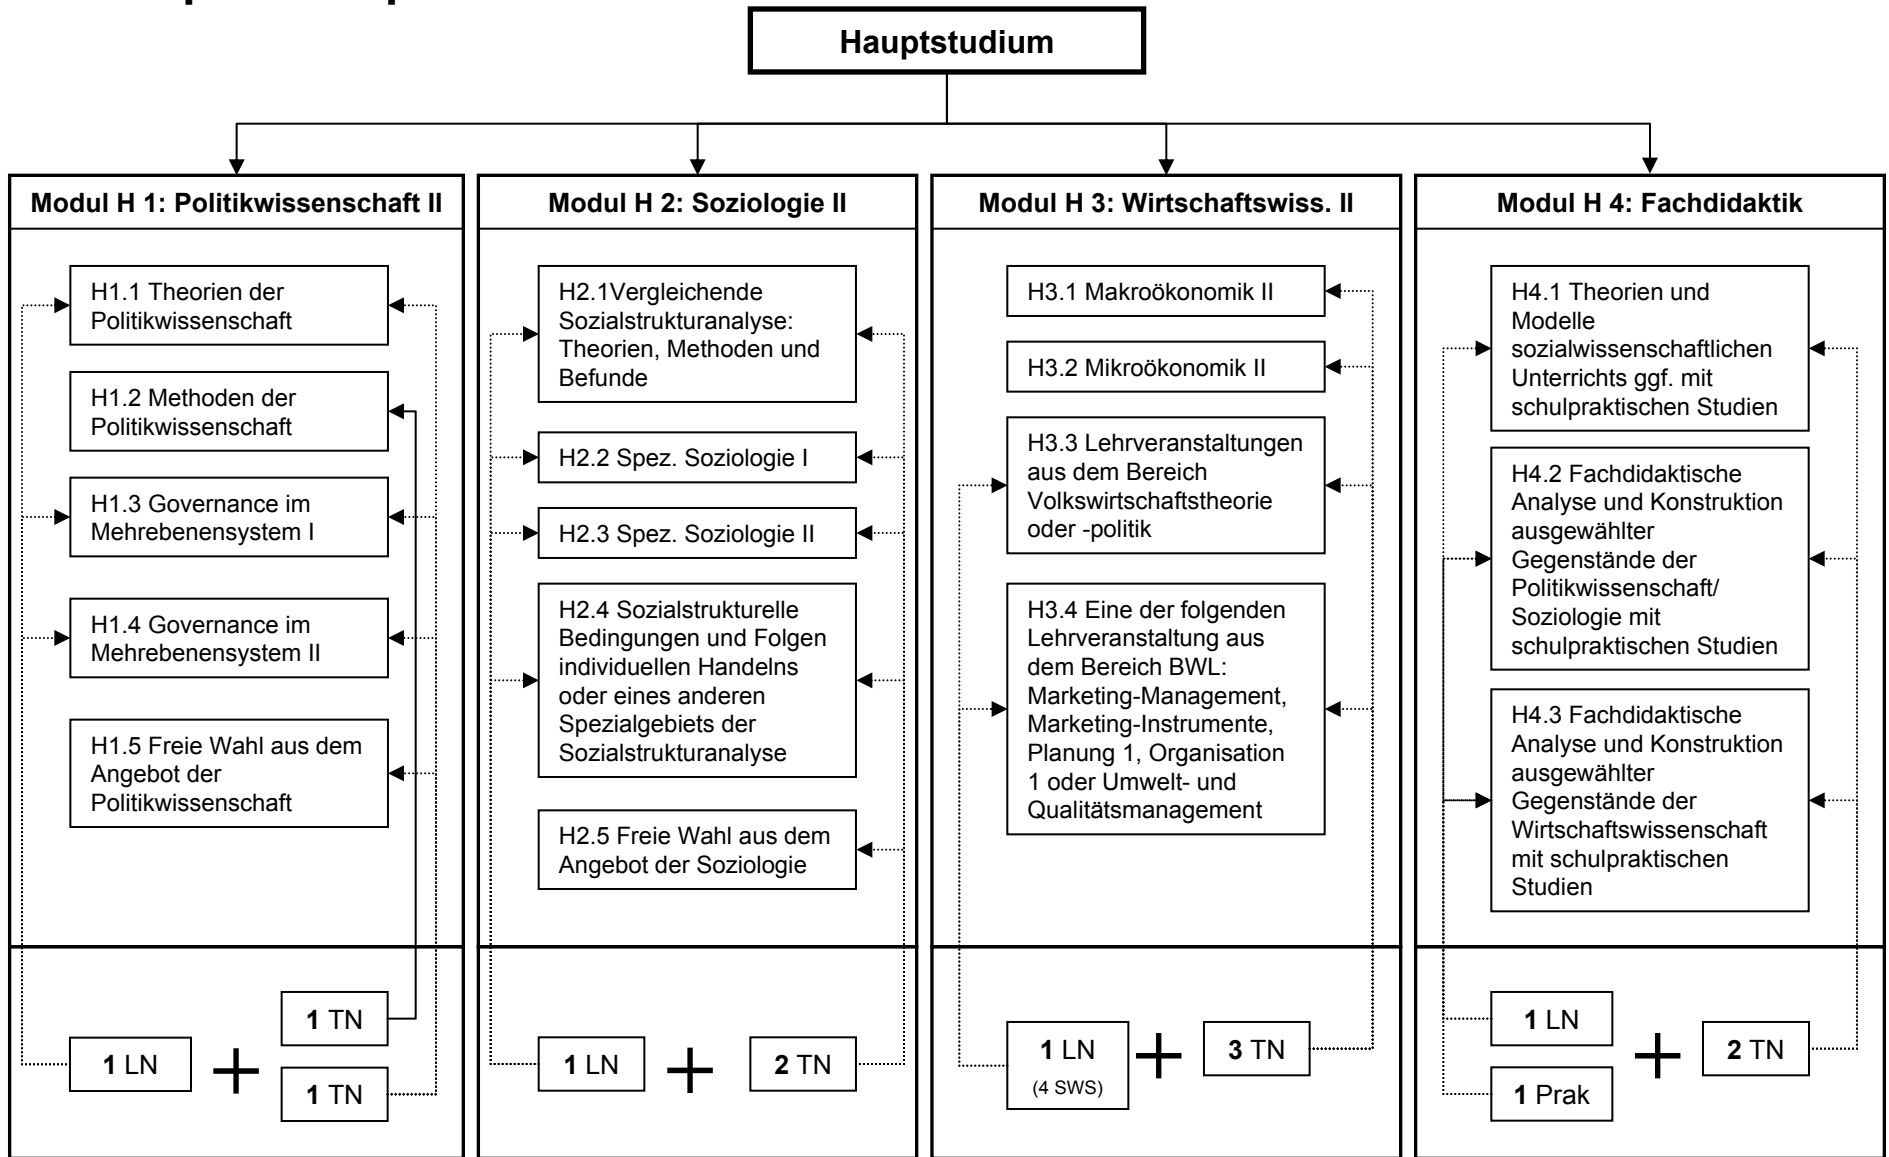 Hauptstudium
Modul H 1: Politikwissenschaft II
H1.1 Theorien der
Politikwissenschaft
H1.2 Methoden der
Politikwissenschaft
H1.3 Governance im
Mehrebenensystem I
H1.4 Governance im
Mehrebenensystem II
H1.5 Freie Wahl aus dem
Angebot der
Politikwissenschaft
1 LN
+
1 TN
1 TN
Modul H 2: Soziologie II
H2.1Vergleichende
Sozialstrukturanalyse:
Theorien, Methoden und
Befunde
H2.2 Spez. Soziologie I
H2.3 Spez. Soziologie II
H2.4 Sozialstrukturelle
Bedingungen und Folgen
individuellen Handelns
oder eines anderen
Spezialgebiets der
Sozialstrukturanalyse
H2.5 Freie Wahl aus dem
Angebot der Soziologie
1 LN
+
2 TN
Modul H 3: Wirtschaftswiss. II
H3.1 Makroökonomik II
H3.2 Mikroökonomik II
H3.3 Lehrveranstaltungen
aus dem Bereich
Volkswirtschaftstheorie
oder -politik
H3.4 Eine der folgenden
Lehrveranstaltung aus
dem Bereich BWL:
Marketing-Management,
Marketing-Instrumente,
Planung 1, Organisation
1 oder Umwelt- und
Qualitätsmanagement
1 LN
(4 SWS)
+
3 TN
Modul H 4: Fachdidaktik
H4.1 Theorien und
Modelle
sozialwissenschaftlichen
Unterrichts ggf. mit
schulpraktischen Studien
H4.2 Fachdidaktische
Analyse und Konstruktion
ausgewählter
Gegenstände der
Politikwissenschaft/
Soziologie mit
schulpraktischen Studien
H4.3 Fachdidaktische
Analyse und Konstruktion
ausgewählter
Gegenstände der
Wirtschaftswissenschaft
mit schulpraktischen
Studien
1 LN
1 Prak
+
2 TN